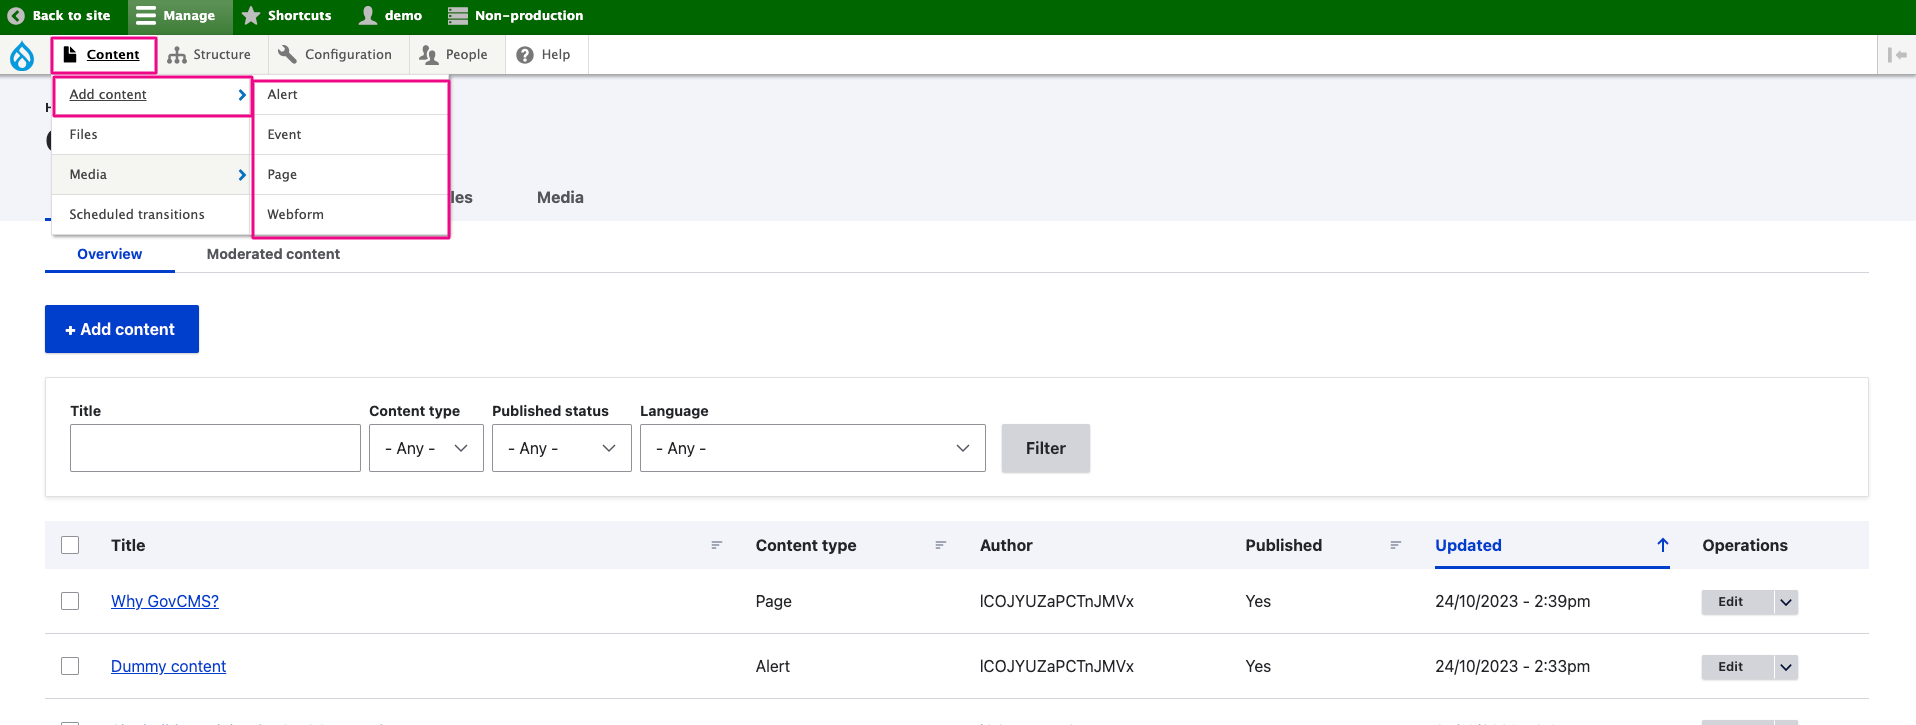 Back to site Manage Shortcuts demo Non-production
Content Structure Configuration People Help
Add content Alert
Files Event
Media Page
Scheduled transitions Webform
Media
Overview Moderated content
+ Add content
Title Content type Published status Language
- Any - - Any - - Any - Filter
Title Content type Author Published Updated Operations
Why GovCMS? Page ICOJYUZaPCTnJMVx Yes 24/10/2023 - 2:39pm Edit
Dummy content Alert ICOJYUZaPCTnJMVx Yes 24/10/2023 - 2:33pm Edit